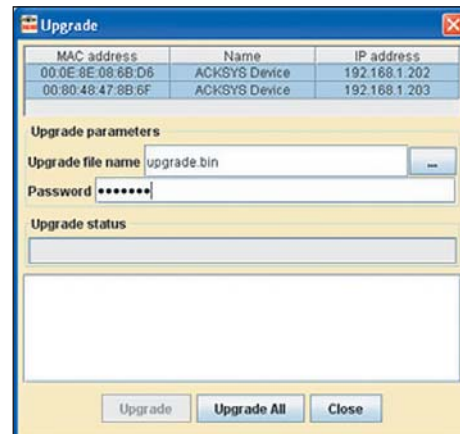 Upgrade
MAC address Name IP address
00:0E:8E:08:6B:D6 ACKSYS Device 192.168.1.202
00:80:48:47:8B:6F ACKSYS Device 192.168.1.203
Upgrade parameters
Upgrade file name upgrade.bin ...
Password •••••••
Upgrade status
Upgrade Upgrade All Close